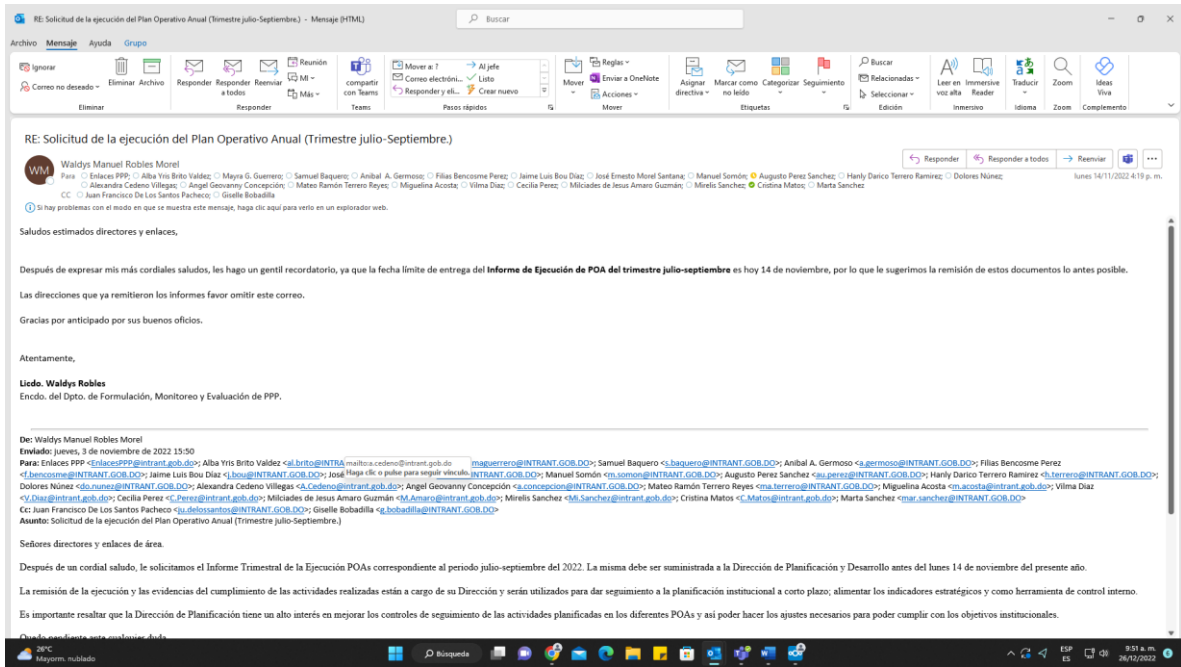 RE: Solicitud de la ejecución del Plan Operativo Anual (Trimestre julio-Septiembre.) - Mensaje (HTML)
Buscar
Archivo Mensaje Ayuda Grupo
Ignorar
Correo no deseado
Eliminar Archivo
Responder Responder a todos Reenviar
Reunión
MI
Más
compartir con Teams
Mover a: ? Al jefe
Correo electróni... Listo
Responder y eli... Crear nuevo
Mover
Reglas
Enviar a OneNote
Acciones
Asignar directiva Marcar como no leído Categorizar Seguimiento
Buscar
Relacionadas
Seleccionar
Leer en voz alta Immersive Reader
Traducir
Zoom
Ideas Viva
Eliminar Responder Teams Pasos rápidos Mover Etiquetas Edición Inmersivo Idioma Zoom Complemento
RE: Solicitud de la ejecución del Plan Operativo Anual (Trimestre julio-Septiembre.)
WM
Waldys Manuel Robles Morel
Responder Responder a todos Reenviar
Para Enlaces PPP; Alba Yris Brito Valdez; Mayra G. Guerrero; Samuel Baquero; Anibal A. Germoso; Filias Bencosme Perez; Jaime Luis Bou Díaz; José Ernesto Morel Santana; Manuel Somón; Augusto Perez Sanchez; Hanly Darico Terrero Ramirez; Dolores Núnez;
lunes 14/11/2022 4:19 p. m.
Alexandra Cedeno Villegas; Angel Geovanny Concepción; Mateo Ramón Terrero Reyes; Miguelina Acosta; Vilma Diaz; Cecilia Perez; Milciades de Jesus Amaro Guzmán; Mirelis Sanchez; Cristina Matos; Marta Sanchez
CC Juan Francisco De Los Santos Pacheco; Giselle Bobadilla
Si hay problemas con el modo en que se muestra este mensaje, haga clic aquí para verlo en un explorador web.
Saludos estimados directores y enlaces,
Después de expresar mis más cordiales saludos, les hago un gentil recordatorio, ya que la fecha límite de entrega del Informe de Ejecución de POA del trimestre julio-septiembre es hoy 14 de noviembre, por lo que le sugerimos la remisión de estos documentos lo antes posible.
Las direcciones que ya remitieron los informes favor omitir este correo.
Gracias por anticipado por sus buenos oficios.
Atentamente,
Licdo. Waldys Robles
Encdo. del Dpto. de Formulación, Monitoreo y Evaluación de PPP.
De: Waldys Manuel Robles Morel
Enviado: jueves, 3 de noviembre de 2022 15:50
Para: Enlaces PPP <EnlacesPPP@intrant.gob.do>; Alba Yris Brito Valdez <al.brito@INTRA maguerrero@INTRANT.GOB.DO>; Samuel Baquero <s.baquero@INTRANT.GOB.DO>; Anibal A. Germoso <a.germoso@INTRANT.GOB.DO>; Filias Bencosme Perez
mailto:a.cedeno@intrant.gob.do
Haga clic o pulse para seguir vínculo.
<f.bencosme@INTRANT.GOB.DO>; Jaime Luis Bou Díaz <j.bou@INTRANT.GOB.DO>; José INTRANT.GOB.DO>; Manuel Somón <m.somon@INTRANT.GOB.DO>; Augusto Perez Sanchez <au.perez@INTRANT.GOB.DO>; Hanly Darico Terrero Ramirez <h.terrero@INTRANT.GOB.DO>;
Dolores Núnez <do.nunez@INTRANT.GOB.DO>; Alexandra Cedeno Villegas <A.Cedeno@intrant.gob.do>; Angel Geovanny Concepción <a.concepcion@INTRANT.GOB.DO>; Mateo Ramón Terrero Reyes <ma.terrero@INTRANT.GOB.DO>; Miguelina Acosta <m.acosta@intrant.gob.do>; Vilma Diaz
<V.Diaz@intrant.gob.do>; Cecilia Perez <C.Perez@intrant.gob.do>; Milciades de Jesus Amaro Guzmán <M.Amaro@intrant.gob.do>; Mirelis Sanchez <Mi.Sanchez@intrant.gob.do>; Cristina Matos <C.Matos@intrant.gob.do>; Marta Sanchez <mar.sanchez@INTRANT.GOB.DO>
Cc: Juan Francisco De Los Santos Pacheco <ju.delossantos@INTRANT.GOB.DO>; Giselle Bobadilla <g.bobadilla@INTRANT.GOB.DO>
Asunto: Solicitud de la ejecución del Plan Operativo Anual (Trimestre julio-Septiembre.)
Señores directores y enlaces de área.
Después de un cordial saludo, le solicitamos el Informe Trimestral de la Ejecución POAs correspondiente al periodo julio-septiembre del 2022. La misma debe ser suministrada a la Dirección de Planificación y Desarrollo antes del lunes 14 de noviembre del presente año.
La remisión de la ejecución y las evidencias del cumplimiento de las actividades realizadas están a cargo de su Dirección y serán utilizados para dar seguimiento a la planificación institucional a corto plazo; alimentar los indicadores estratégicos y como herramienta de control interno.
Es importante resaltar que la Dirección de Planificación tiene un alto interés en mejorar los controles de seguimiento de las actividades planificadas en los diferentes POAs y así poder hacer los ajustes necesarios para poder cumplir con los objetivos institucionales.
Quedo pendiente ante cualquier duda
26°C
Mayorm. nublado
Búsqueda
ESP
ES
9:51 a. m.
26/12/2022